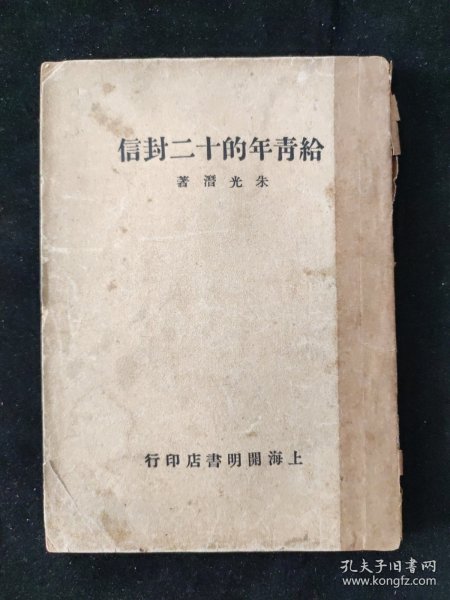 給青年的十二封信
朱光潛著
上海開明書店印行
孔夫子旧书网
www.kongfz.com